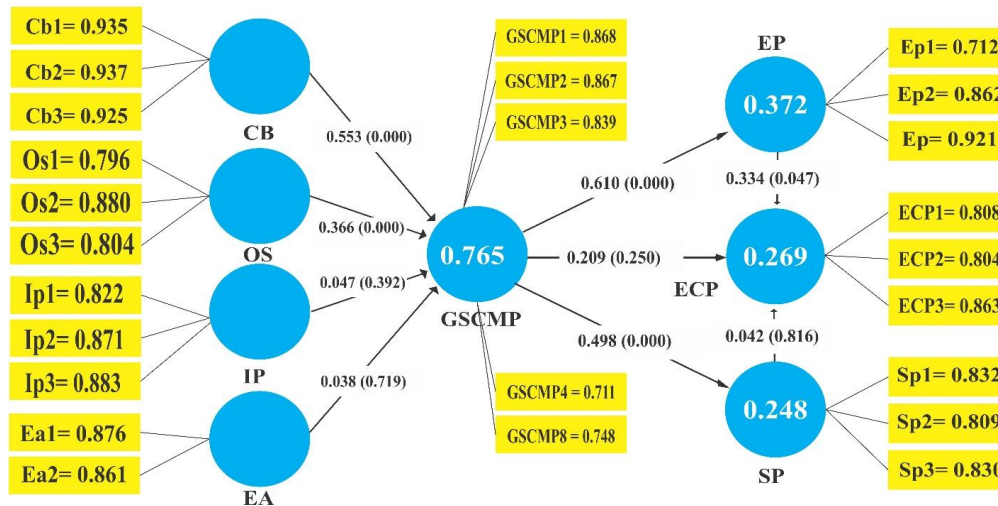 Cb1= 0.935
Cb2= 0.937
Cb3= 0.925
CB
Os1= 0.796
Os2= 0.880
Os3= 0.804
OS
Ip1= 0.822
Ip2= 0.871
Ip3= 0.883
IP
Ea1= 0.876
Ea2= 0.861
EA
0.553 (0.000)
0.366 (0.000)
0.047 (0.392)
0.038 (0.719)
GSCMP1 = 0.868
GSCMP2 = 0.867
GSCMP3 = 0.839
0.765
GSCMP
GSCMP4 = 0.711
GSCMP8 = 0.748
0.610 (0.000)
0.209 (0.250)
0.498 (0.000)
EP
0.372
0.334 (0.047)
0.269
ECP
0.042 (0.816)
0.248
SP
Ep1= 0.712
Ep2= 0.862
Ep= 0.921
ECP1= 0.808
ECP2= 0.804
ECP3= 0.863
Sp1= 0.832
Sp2= 0.809
Sp3= 0.830